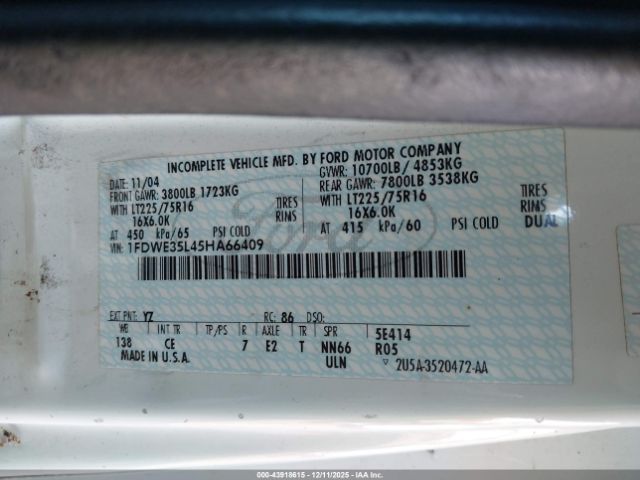 INCOMPLETE VEHICLE MFD. BY FORD MOTOR COMPANY
DATE: 11/04 GVWR: 10700LB / 4853KG
FRONT GAWR: 3800LB 1723KG REAR GAWR: 7800LB 3538KG
WITH LT225/75R16 TIRES WITH LT225/75R16 TIRES
16X6.0K RINS 16X6.0K RIMS
AT 450 kPa/65 PSI COLD AT 415 kPa/60 PSI COLD DUAL
VIN: 1FDWE35L45HA66409
Ford
EXT PNT: YZ RC: 86 DSO:
WB INT TR TP/PS R AXLE TR SPR 5E414
138 CE 7 E2 T NN66 R05
MADE IN U.S.A. ULN ▽ 2U5A-3520472-AA
000-43918615 - 12/11/2025 - IAA Inc.